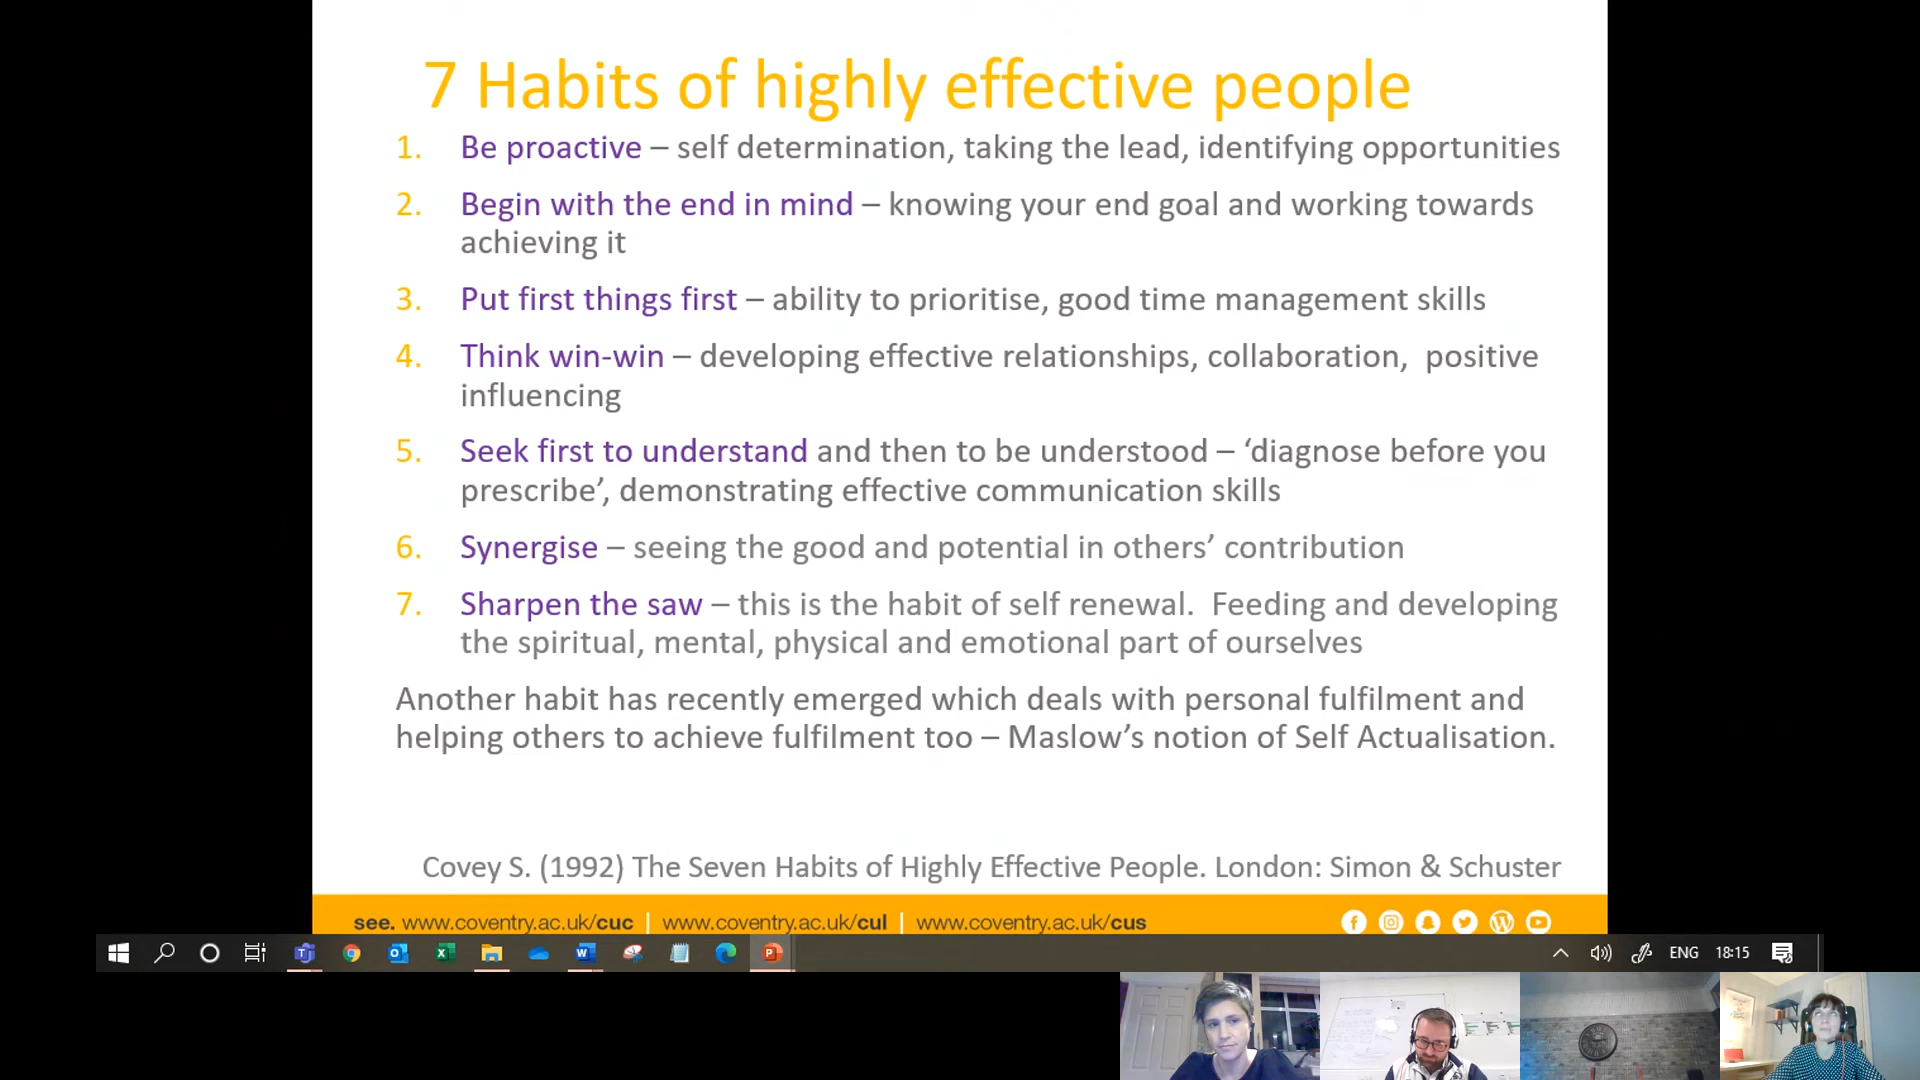 7 Habits of highly effective people
1. Be proactive – self determination, taking the lead, identifying opportunities
2. Begin with the end in mind – knowing your end goal and working towards
achieving it
3. Put first things first – ability to prioritise, good time management skills
4. Think win-win – developing effective relationships, collaboration,  positive
influencing
5. Seek first to understand and then to be understood – ‘diagnose before you
prescribe’, demonstrating effective communication skills
6. Synergise – seeing the good and potential in others’ contribution
7. Sharpen the saw – this is the habit of self renewal.  Feeding and developing
the spiritual, mental, physical and emotional part of ourselves
Another habit has recently emerged which deals with personal fulfilment and
helping others to achieve fulfilment too – Maslow’s notion of Self Actualisation.
Covey S. (1992) The Seven Habits of Highly Effective People. London: Simon & Schuster
see. www.coventry.ac.uk/cuc | www.coventry.ac.uk/cul | www.coventry.ac.uk/cus
ENG 18:15